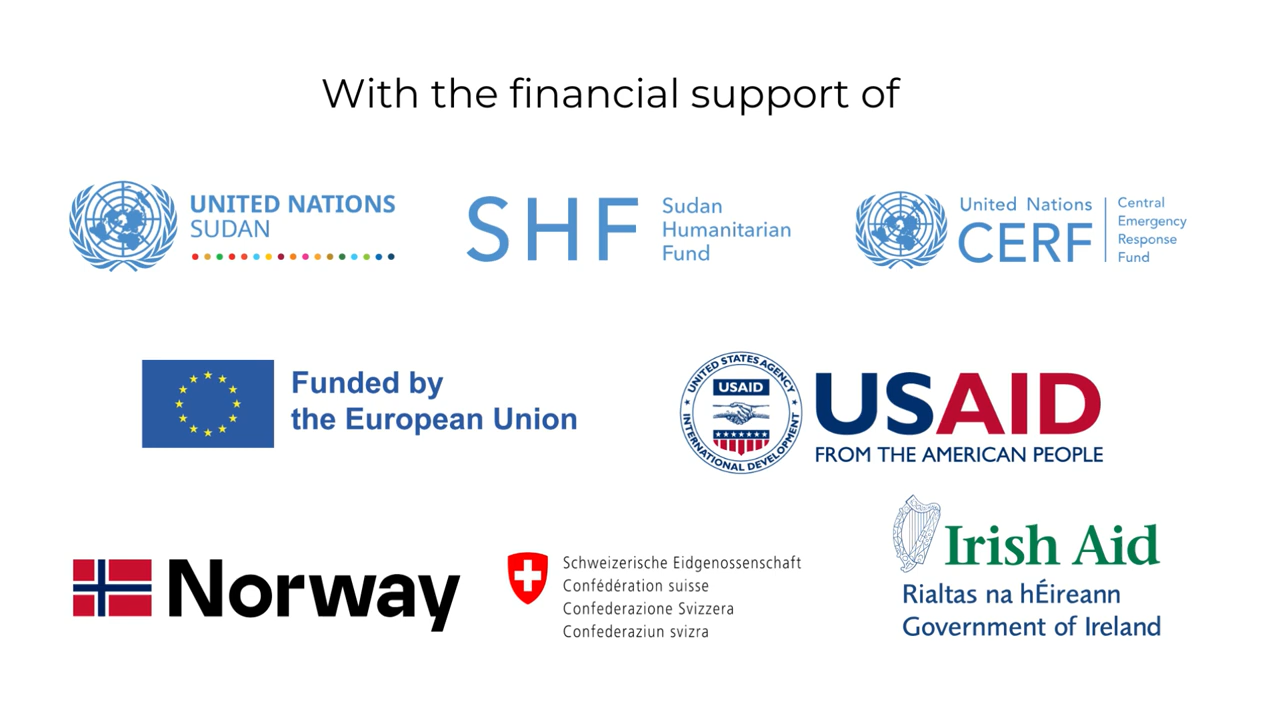 With the financial support of
UNITED NATIONS
SUDAN
SHF
Sudan
Humanitarian
Fund
United Nations
CERF
Central
Emergency
Response
Fund
Funded by
the European Union
UNITED STATES AGENCY
USAID
INTERNATIONAL DEVELOPMENT
USAID
FROM THE AMERICAN PEOPLE
Norway
Schweizerische Eidgenossenschaft
Confédération suisse
Confederazione Svizzera
Confederaziun svizra
Irish Aid
Rialtas na hÉireann
Government of Ireland